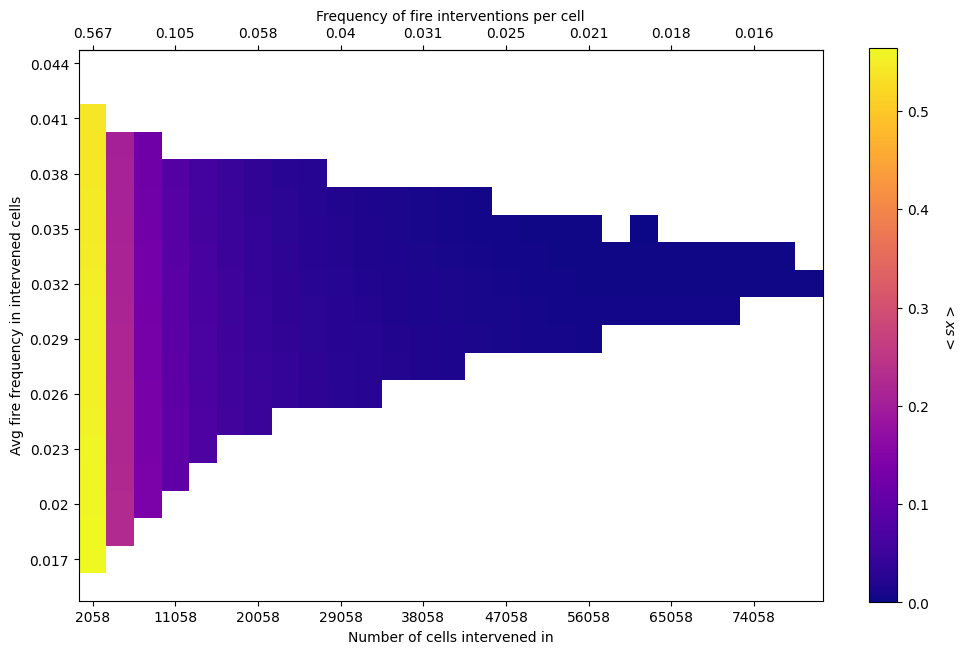 Frequency of fire interventions per cell
0.567 0.105 0.058 0.04 0.031 0.025 0.021 0.018 0.016
Avg fire frequency in intervened cells
0.044
0.041
0.038
0.035
0.032
0.029
0.026
0.023
0.02
0.017
2058 11058 20058 29058 38058 47058 56058 65058 74058
Number of cells intervened in
0.5
0.4
0.3
0.2
0.1
0.0
< sx >